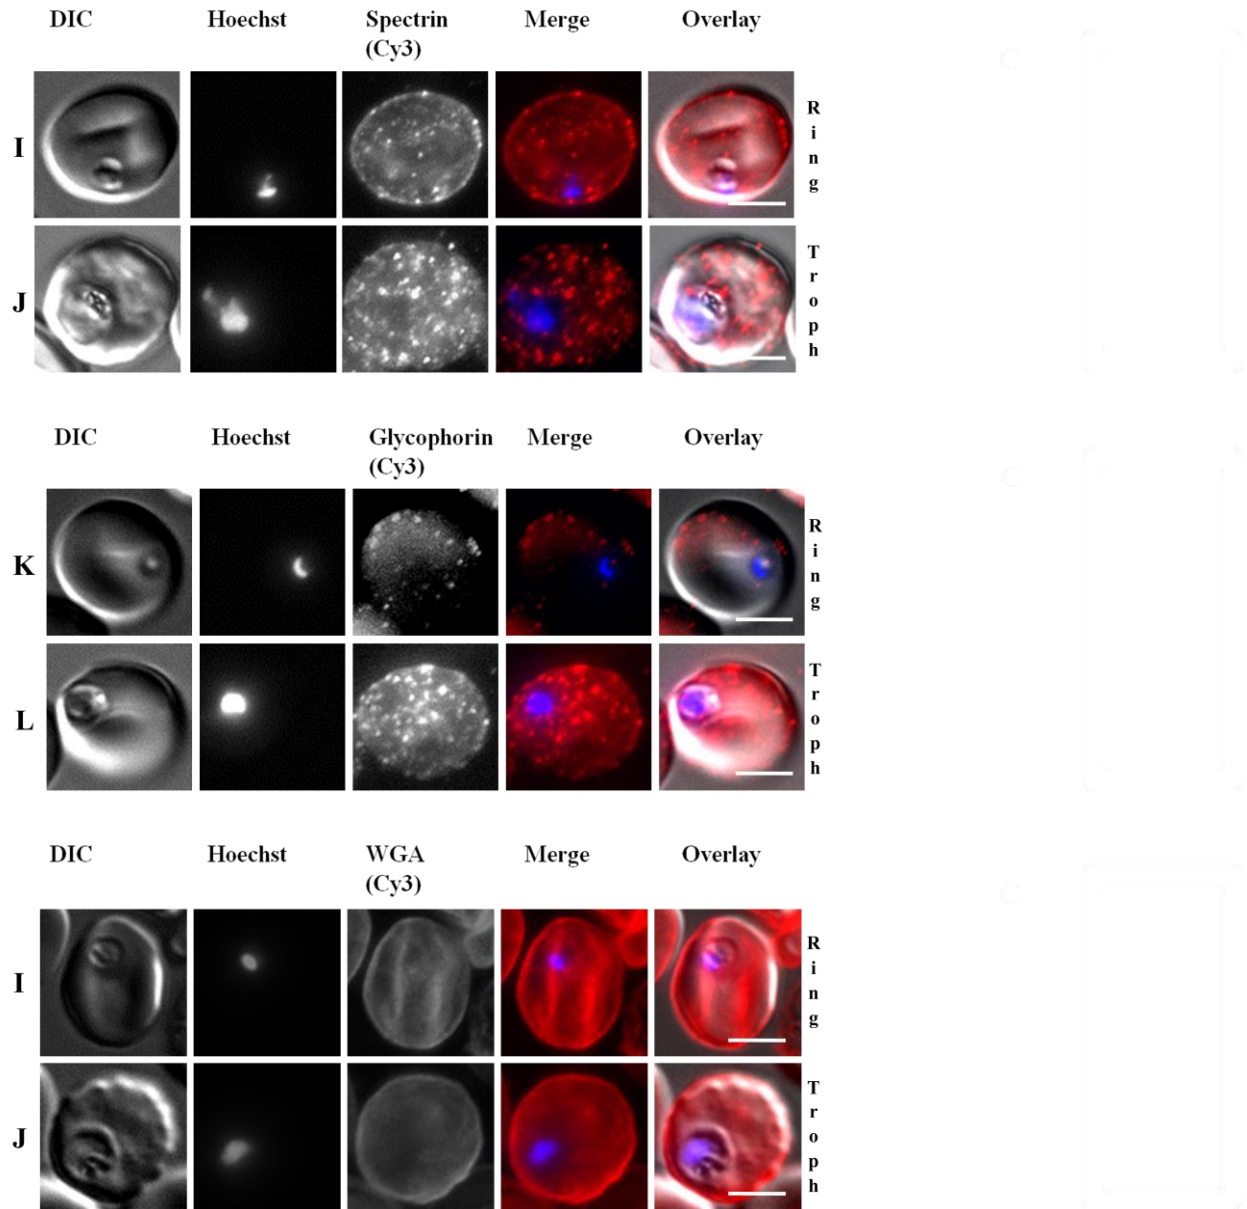 DIC Hoechst Spectrin (Cy3) Merge Overlay
I Ring
J Troph
DIC Hoechst Glycophorin (Cy3) Merge Overlay
K Ring
L Troph
DIC Hoechst WGA (Cy3) Merge Overlay
I Ring
J Troph